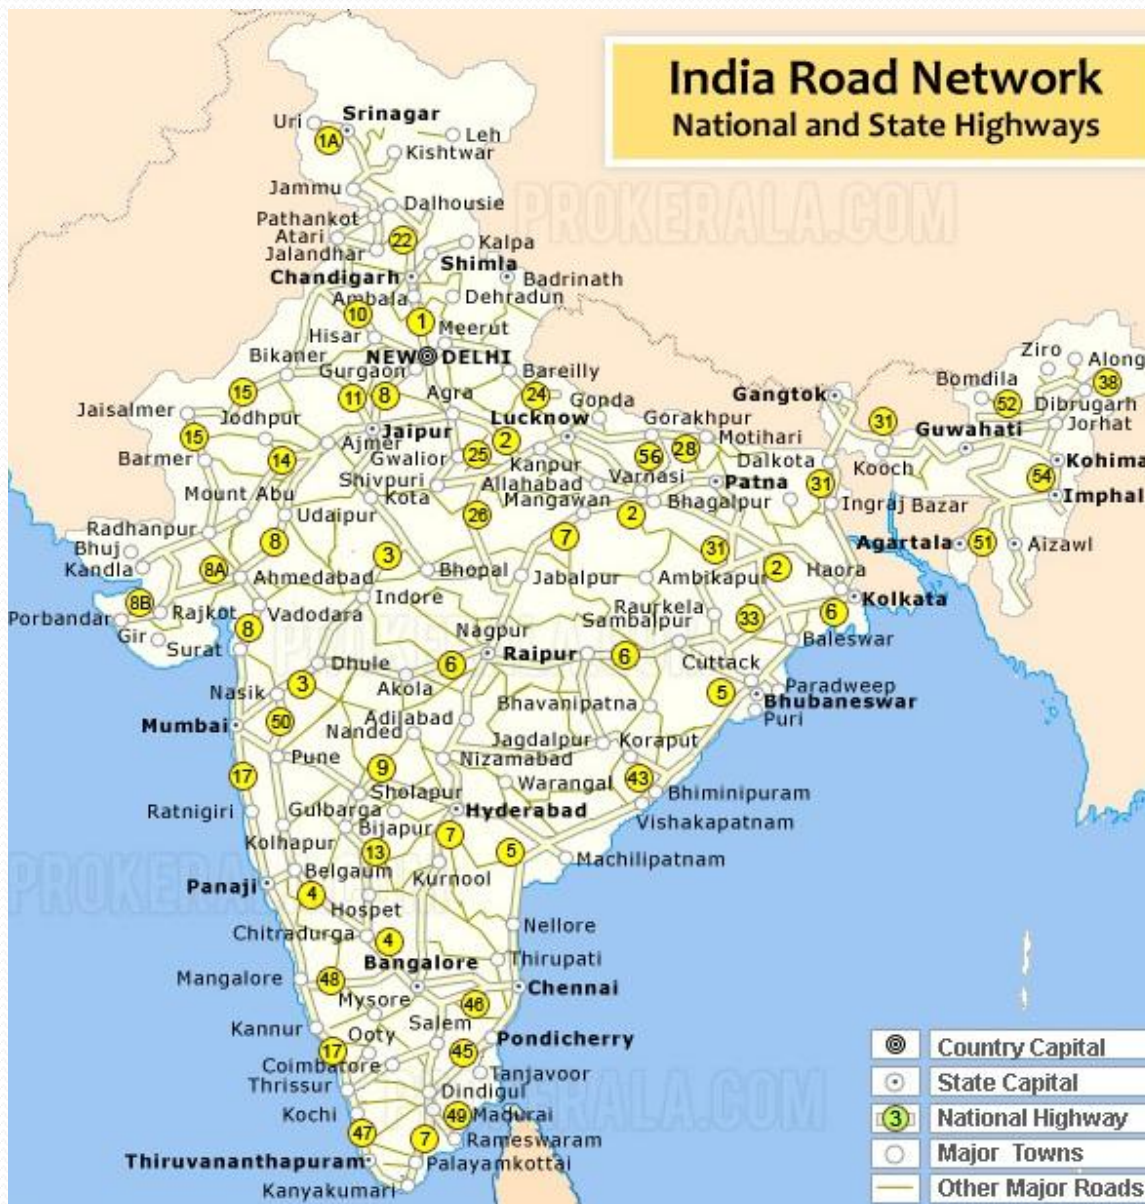 India Road Network
National and State Highways
PROKERALA.COM
Uri
Srinagar
1A
Leh
Kishtwar
Jammu
Dalhousie
Pathankot
Atari
22
Kalpa
Jalandhar
Shimla
Chandigarh
Badrinath
Ambala
Dehradun
10
1
Meerut
Hisar
Bikaner
NEW DELHI
Gurgaon
Bareilly
15
11
8
Agra
24
Gonda
Gangtok
Ziro
Along
Bomdila
38
52
Dibrugarh
Jaisalmer
Jodhpur
Lucknow
Gorakhpur
31
Jorhat
15
Ajmer
Jaipur
2
Motihari
Guwahati
Barmer
14
Gwalior
25
Kanpur
56
28
Dalkota
Kooch
Kohima
Shivpuri
Allahabad
Varnasi
Patna
31
54
Mount Abu
Kota
Mangawan
Bhagalpur
Ingraj Bazar
Imphal
Udaipur
26
2
Radhanpur
8
7
31
Agartala
51
Aizawl
Bhuj
3
Kandla
8A
Ahmedabad
Bhopal
Jabalpur
Ambikapur
2
Haora
8B
Indore
Kolkata
Porbandar
Rajkot
Vadodara
Raurkela
33
6
Gir
8
Nagpur
Sambalpur
Baleswar
Surat
Dhule
6
Raipur
6
Cuttack
Nasik
3
Akola
5
Paradweep
Bhubaneswar
50
Adilabad
Bhavanipatna
Puri
Mumbai
Nanded
Jagdalpur
Koraput
Pune
Nizamabad
17
9
Warangal
43
Sholapur
Bhiminipuram
Ratnigiri
Gulbarga
Hyderabad
Vishakapatnam
Kolhapur
Bijapur
7
13
5
Machilipatnam
PROKERALA
Belgaum
Kurnool
Panaji
4
Hospet
Nellore
Chitradurga
4
Bangalore
Thirupati
Mangalore
48
Chennai
Mysore
46
Kannur
Salem
Ooty
Pondicherry
17
45
Coimbatore
Tanjavoor
Thrissur
Dindigul
Kochi
49
Madurai
PROKERALA.COM
47
7
Rameswaram
Thiruvananthapuram
Palayamkottai
Kanyakumari
Country Capital
State Capital
3
National Highway
Major Towns
Other Major Roads